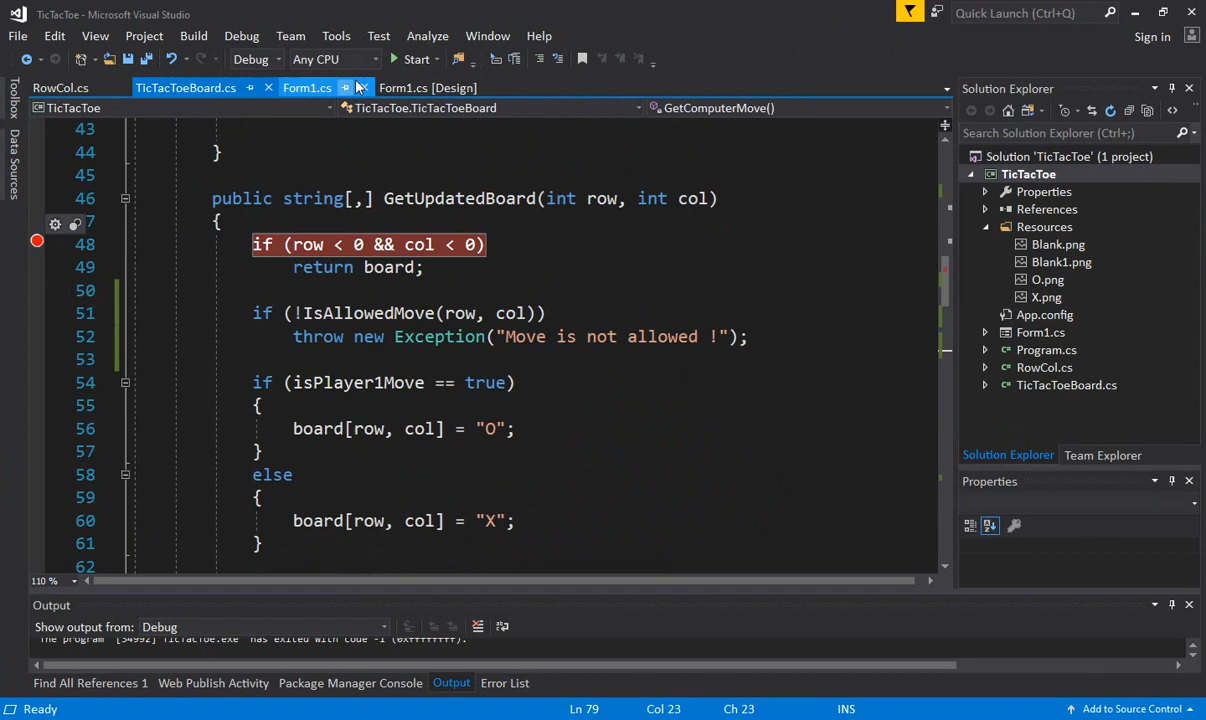 TicTacToe - Microsoft Visual Studio
Quick Launch (Ctrl+;)
File Edit View Project Build Debug Team Tools Test Analyze Window Help
Sign in
Debug Any CPU Start
Toolbox
Data Sources
RowCol.cs TicTacToeBoard.cs Form1.cs Form1.cs [Design]
TicTacToe TicTacToe.TicTacToeBoard GetComputerMove()
43
44 }
45
46 public string[,] GetUpdatedBoard(int row, int col)
7 {
48 if (row < 0 && col < 0)
49 return board;
50
51 if (!IsAllowedMove(row, col))
52 throw new Exception("Move is not allowed !");
53
54 if (isPlayer1Move == true)
55 {
56 board[row, col] = "O";
57 }
58 else
59 {
60 board[row, col] = "X";
61 }
62
110 %
Solution Explorer
Search Solution Explorer (Ctrl+;)
Solution 'TicTacToe' (1 project)
TicTacToe
Properties
References
Resources
Blank.png
Blank1.png
O.png
X.png
App.config
Form1.cs
Program.cs
RowCol.cs
TicTacToeBoard.cs
Solution Explorer Team Explorer
Properties
Output
Show output from: Debug
The program '[34992] TicTacToe.exe' has exited with code -1 (0xffffffff).
Find All References 1 Web Publish Activity Package Manager Console Output Error List
Ready Ln 79 Col 23 Ch 23 INS Add to Source Control